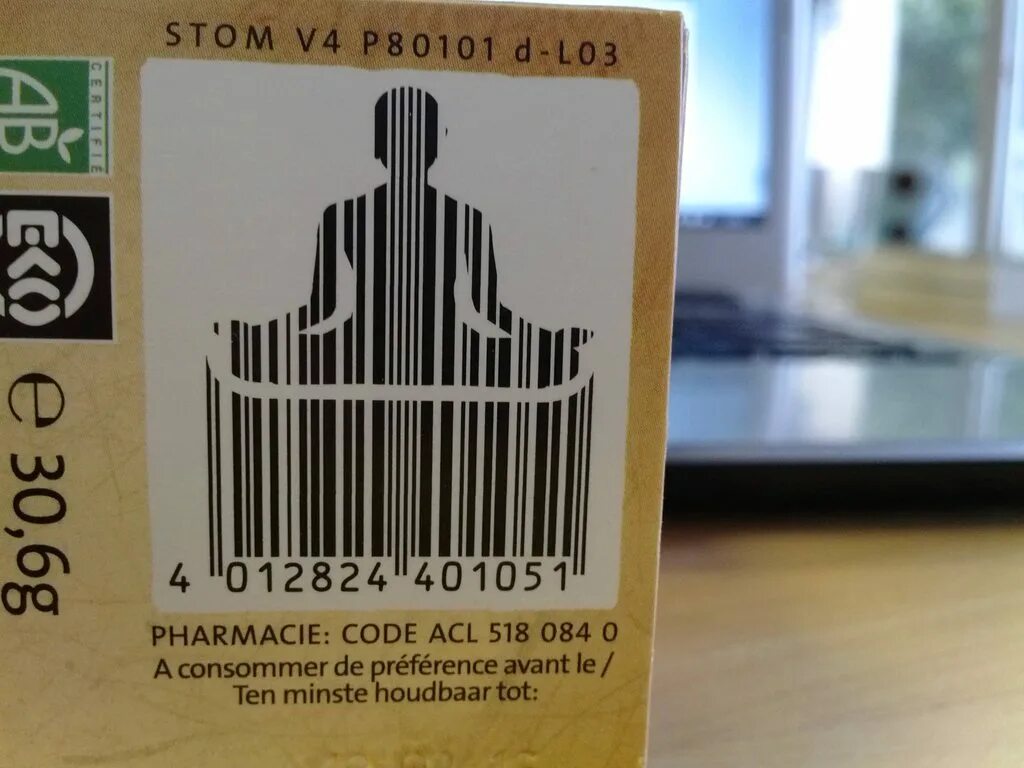 STOM V4 P80101 d-L03
CERTIFIÉ
AB
EKO
e 30,6g
4 012824 401051
PHARMACIE: CODE ACL 518 084 0
A consommer de préférence avant le /
Ten minste houdbaar tot: